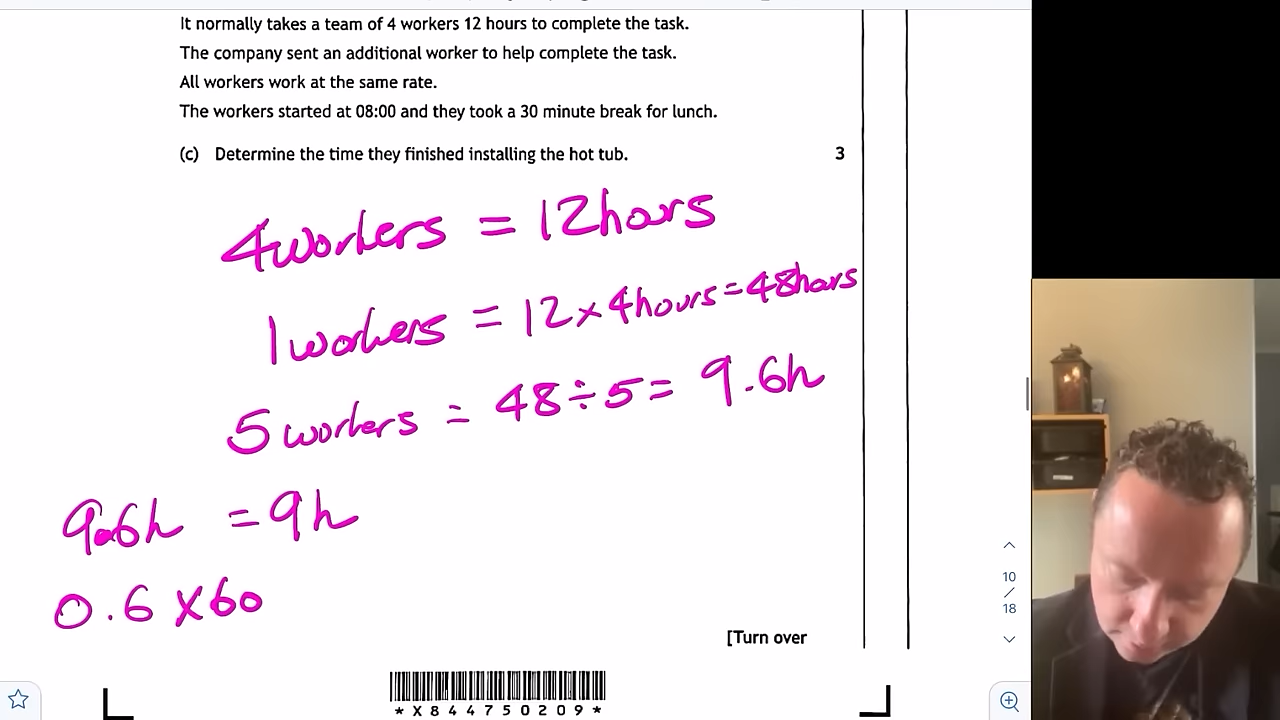 It normally takes a team of 4 workers 12 hours to complete the task.
The company sent an additional worker to help complete the task.
All workers work at the same rate.
The workers started at 08:00 and they took a 30 minute break for lunch.
(c) Determine the time they finished installing the hot tub. 3
4workers = 12hours
1workers = 12×4hours=48hours
5workers = 48÷5= 9.6h
9.6h = 9h
0.6 ×60
10
/
18
[Turn over
*X844750209*